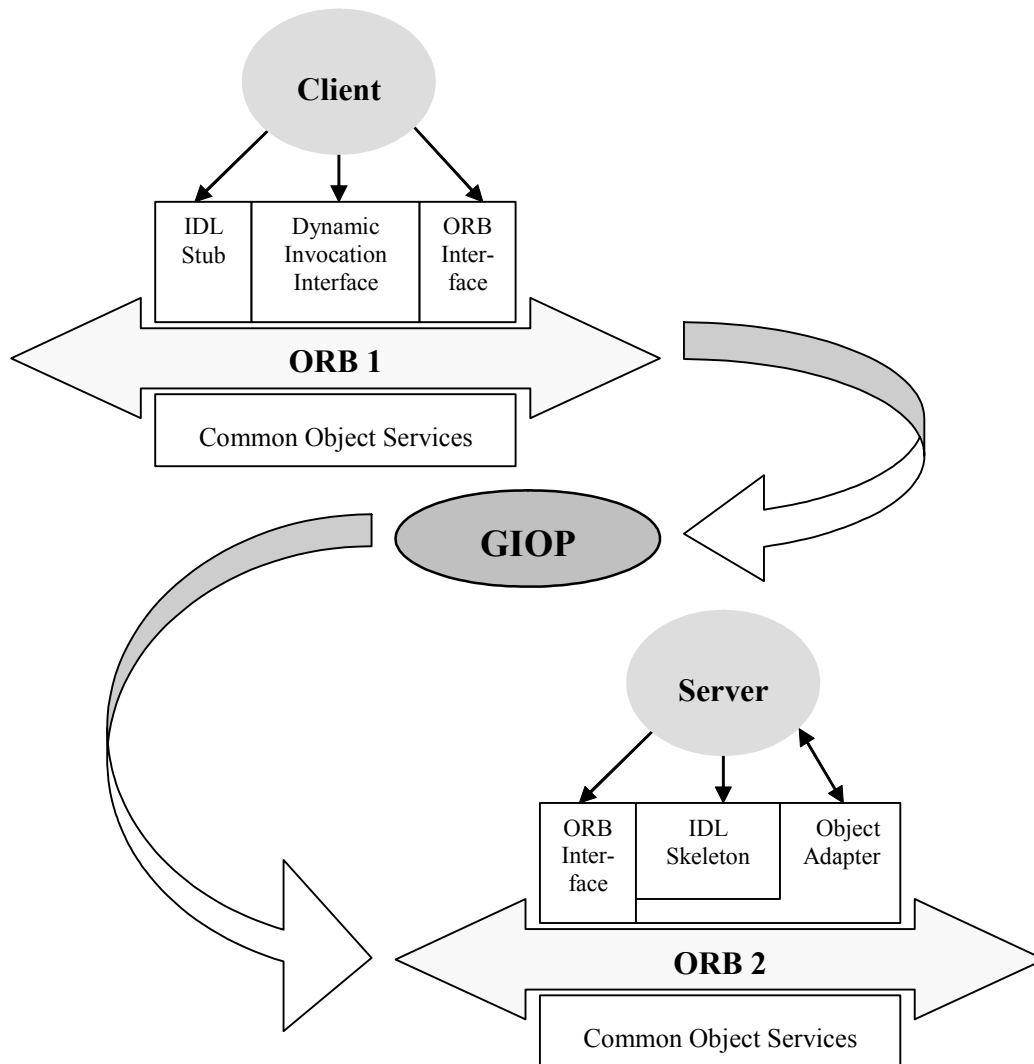 Client
IDL
Stub
Dynamic
Invocation
Interface
ORB
Inter-
face
ORB 1
Common Object Services
GIOP
Server
ORB
Inter-
face
IDL
Skeleton
Object
Adapter
ORB 2
Common Object Services